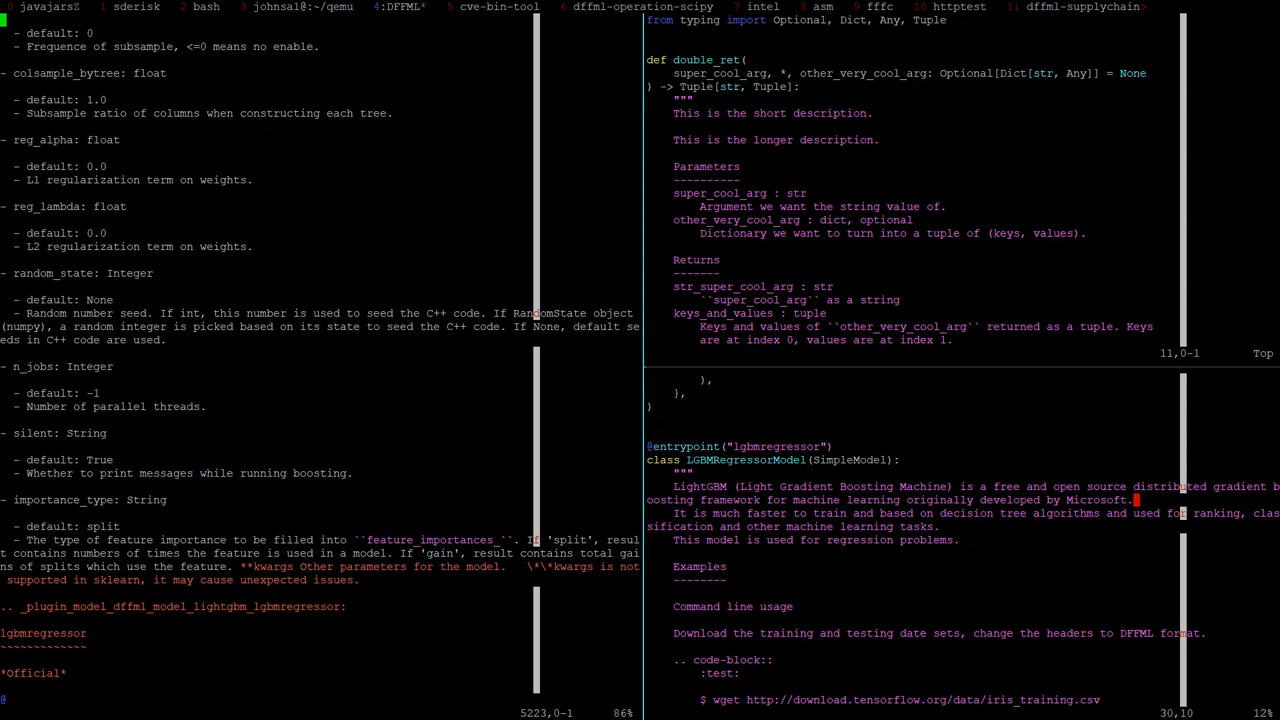 0 javajarsZ 1 sderisk 2 bash 3 johnsal@:~/qemu 4:DFFML* 5 cve-bin-tool 6 dffml-operation-scipy 7 intel 8 asm 9 fffc 10 httptest 11 dffml-supplychain>
- default: 0
- Frequence of subsample, <=0 means no enable.
- colsample_bytree: float
- default: 1.0
- Subsample ratio of columns when constructing each tree.
- reg_alpha: float
- default: 0.0
- L1 regularization term on weights.
- reg_lambda: float
- default: 0.0
- L2 regularization term on weights.
- random_state: Integer
- default: None
- Random number seed. If int, this number is used to seed the C++ code. If RandomState object
(numpy), a random integer is picked based on its state to seed the C++ code. If None, default se
eds in C++ code are used.
- n_jobs: Integer
- default: -1
- Number of parallel threads.
- silent: String
- default: True
- Whether to print messages while running boosting.
- importance_type: String
- default: split
- The type of feature importance to be filled into ``feature_importances_``. If 'split', resul
t contains numbers of times the feature is used in a model. If 'gain', result contains total gai
ns of splits which use the feature. **kwargs Other parameters for the model.   \*\*kwargs is not
supported in sklearn, it may cause unexpected issues.
.. _plugin_model_dffml_model_lightgbm_lgbmregressor:
lgbmregressor
~~~~~~~~~~~~~
*Official*
@
5223,0-1 86%
from typing import Optional, Dict, Any, Tuple
def double_ret(
super_cool_arg, *, other_very_cool_arg: Optional[Dict[str, Any]] = None
) -> Tuple[str, Tuple]:
"""
This is the short description.
This is the longer description.
Parameters
----------
super_cool_arg : str
Argument we want the string value of.
other_very_cool_arg : dict, optional
Dictionary we want to turn into a tuple of (keys, values).
Returns
-------
str_super_cool_arg : str
``super_cool_arg`` as a string
keys_and_values : tuple
Keys and values of ``other_very_cool_arg`` returned as a tuple. Keys
are at index 0, values are at index 1.
11,0-1 Top
),
},
)
@entrypoint("lgbmregressor")
class LGBMRegressorModel(SimpleModel):
"""
LightGBM (Light Gradient Boosting Machine) is a free and open source distributed gradient b
oosting framework for machine learning originally developed by Microsoft.
It is much faster to train and based on decision tree algorithms and used for ranking, clas
sification and other machine learning tasks.
This model is used for regression problems.
Examples
--------
Command line usage
Download the training and testing date sets, change the headers to DFFML format.
.. code-block::
:test:
$ wget http://download.tensorflow.org/data/iris_training.csv
30,10 12%